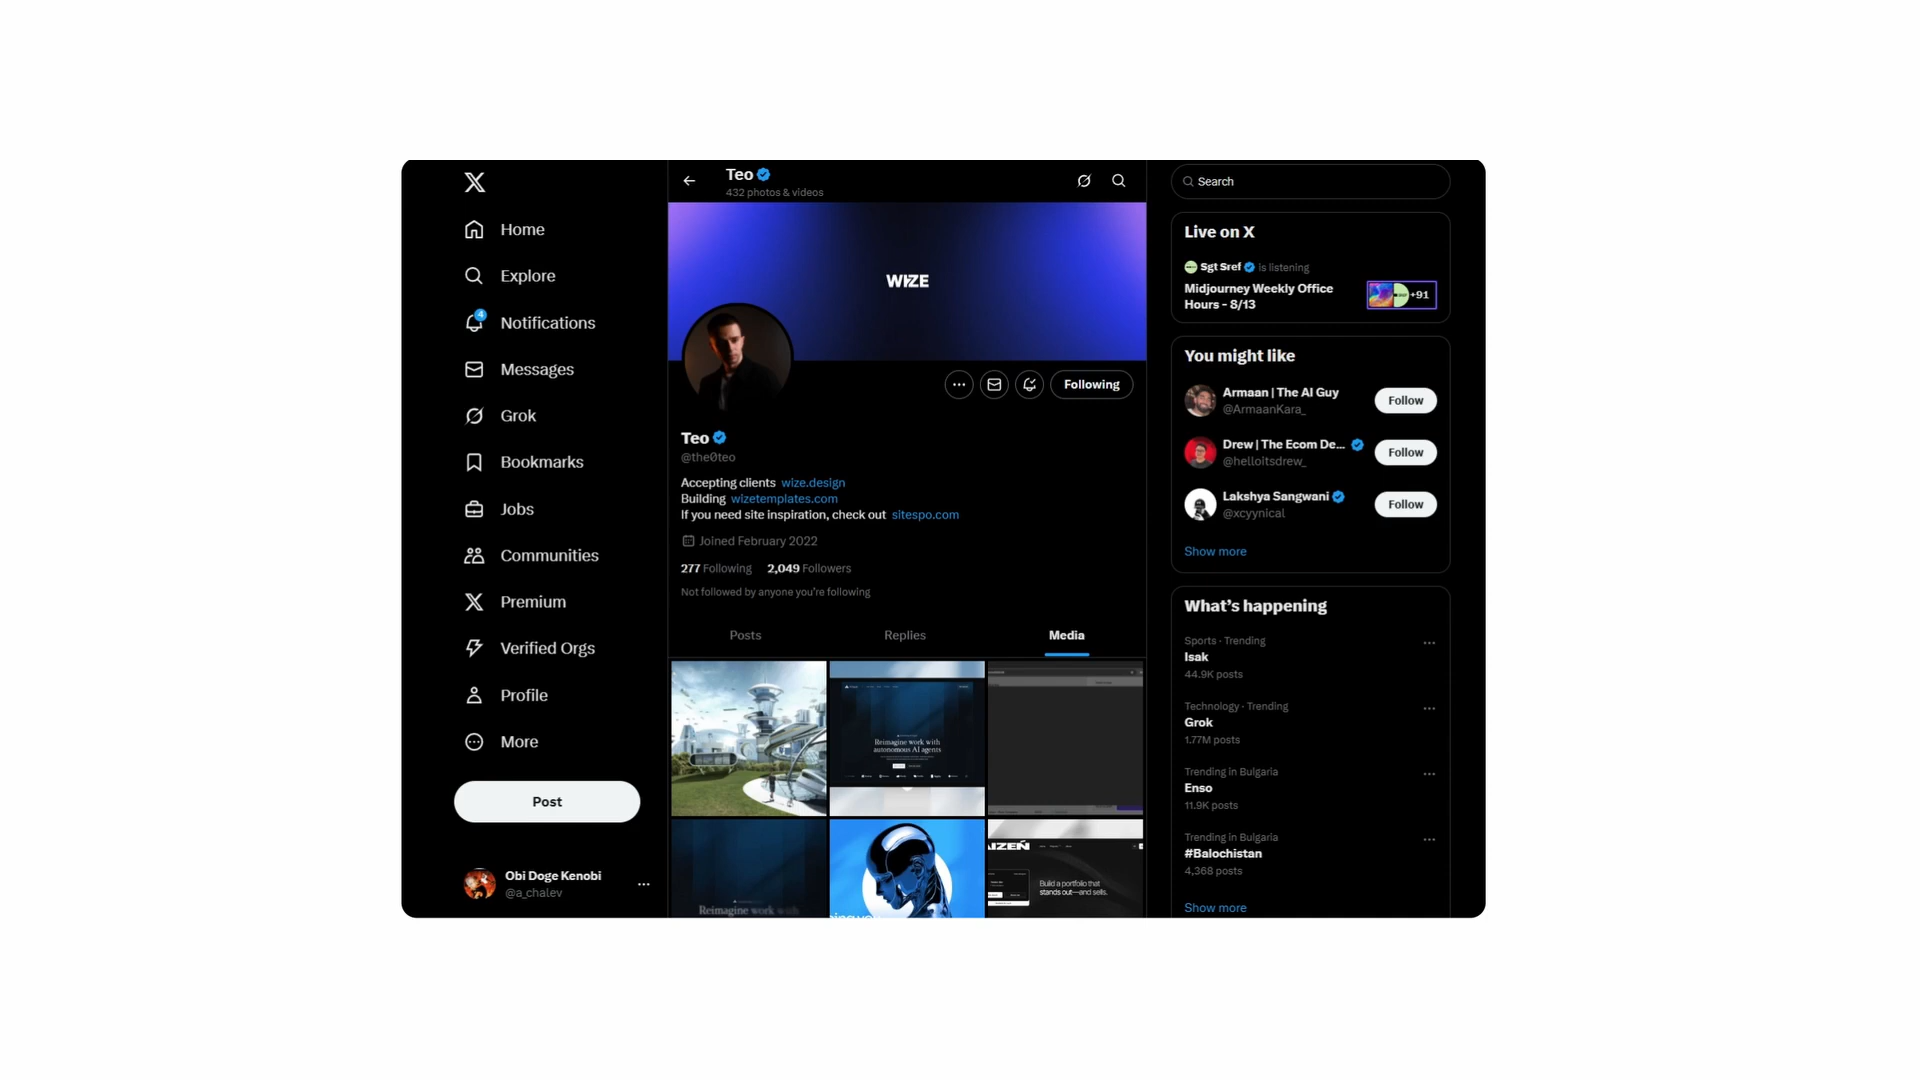 Home
Explore
4
Notifications
Messages
Grok
Bookmarks
Jobs
Communities
Premium
Verified Orgs
Profile
More
Post
Obi Doge Kenobi
@a_chalev
Teo
432 photos & videos
WIZE
Following
Teo
@the0teo
Accepting clients wize.design
Building wizetemplates.com
If you need site inspiration, check out sitespo.com
Joined February 2022
277 Following 2,049 Followers
Not followed by anyone you're following
Posts Replies Media
Reimagine work with
autonomous AI agents
Reimagine work with
Build a portfolio that
stands out—and sells.
Search
Live on X
Sgt Sref is listening
Midjourney Weekly Office
Hours - 8/13
+91
You might like
Armaan | The AI Guy
@ArmaanKara_
Follow
Drew | The Ecom De...
@helloitsdrew_
Follow
Lakshya Sangwani
@xcyynical
Follow
Show more
What's happening
Sports · Trending
Isak
44.9K posts
Technology · Trending
Grok
1.77M posts
Trending in Bulgaria
Enso
11.9K posts
Trending in Bulgaria
#Balochistan
4,368 posts
Show more